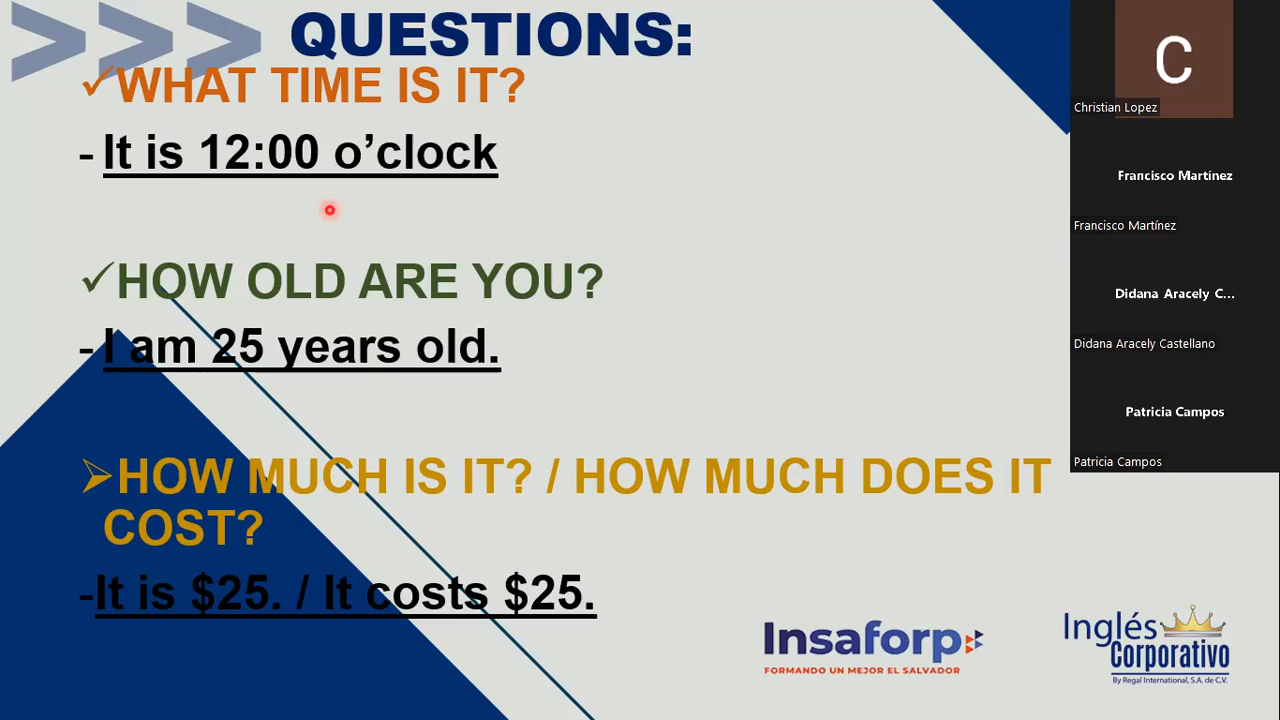 QUESTIONS:
✓WHAT TIME IS IT?
- It is 12:00 o’clock
✓HOW OLD ARE YOU?
- I am 25 years old.
➢HOW MUCH IS IT? / HOW MUCH DOES IT
COST?
-It is $25. / It costs $25.
Insaforp
FORMANDO UN MEJOR EL SALVADOR
Inglés
Corporativo
By Regal International, S.A. de C.V.
C
Christian Lopez
Francisco Martínez
Francisco Martínez
Didana Aracely C...
Didana Aracely Castellano
Patricia Campos
Patricia Campos